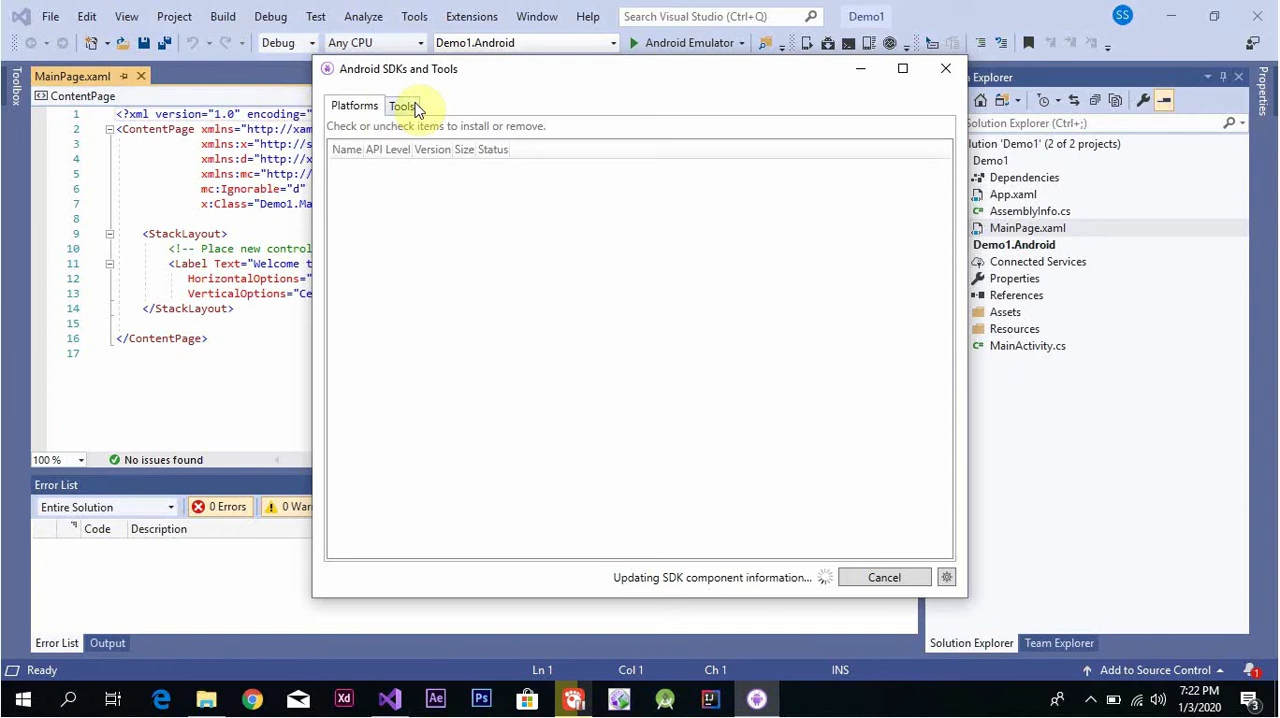 File Edit View Project Build Debug Test Analyze Tools Extensions Window Help Search Visual Studio (Ctrl+Q) Demo1 SS
Debug Any CPU Demo1.Android Android Emulator
Toolbox
MainPage.xaml
ContentPage
1 <?xml version="1.0" encoding="
2 <ContentPage xmlns="http://xam
3 xmlns:x="http://s
4 xmlns:d="http://x
5 xmlns:mc="http://
6 mc:Ignorable="d"
7 x:Class="Demo1.Ma
8
9 <StackLayout>
10 <!-- Place new control
11 <Label Text="Welcome t
12 HorizontalOptions="
13 VerticalOptions="Ce
14 </StackLayout>
15
16 </ContentPage>
17
100 % No issues found
Error List
Entire Solution 0 Errors 0 War
Code Description
Error List Output
Android SDKs and Tools
Platforms Tools
Check or uncheck items to install or remove.
Name API Level Version Size Status
Updating SDK component information... Cancel
Explorer
Solution Explorer (Ctrl+;)
lution 'Demo1' (2 of 2 projects)
Demo1
Dependencies
App.xaml
AssemblyInfo.cs
MainPage.xaml
Demo1.Android
Connected Services
Properties
References
Assets
Resources
MainActivity.cs
Solution Explorer Team Explorer
Properties
Ready Ln 1 Col 1 Ch 1 INS Add to Source Control 1
Xd Ae Ps
7:22 PM
1/3/2020
3